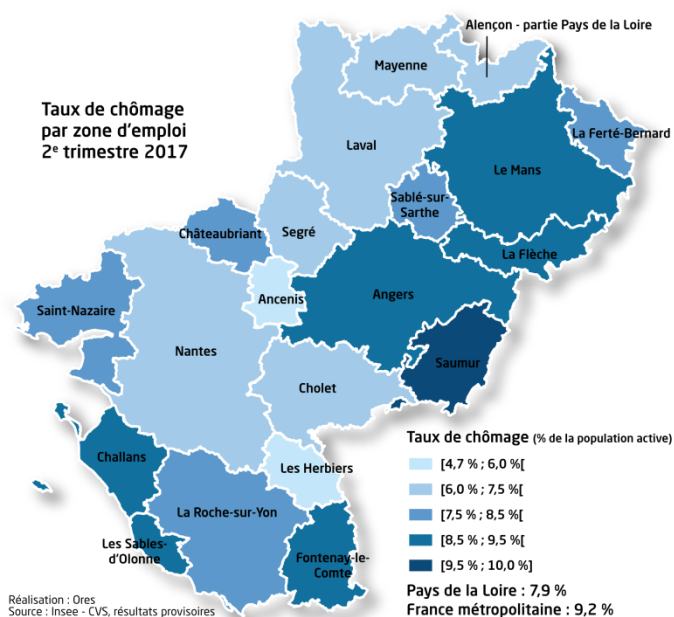 Alençon - partie Pays de la Loire
Mayenne
Taux de chômage
par zone d'emploi
2e trimestre 2017
La Ferté-Bernard
Laval
Le Mans
Sablé-sur-
Sarthe
Châteaubriant
Segré
La Flèche
Ancenis
Angers
Saint-Nazaire
Nantes
Saumur
Cholet
Taux de chômage (% de la population active)
Challans
Les Herbiers
[4,7 % ; 6,0 %[
[6,0 % ; 7,5 %[
[7,5 % ; 8,5 %[
[8,5 % ; 9,5 %[
[9,5 % ; 10,0 %]
La Roche-sur-Yon
Les Sables-
d'Olonne
Fontenay-le-
Comte
Pays de la Loire : 7,9 %
France métropolitaine : 9,2 %
Réalisation : Ores
Source : Insee - CVS, résultats provisoires